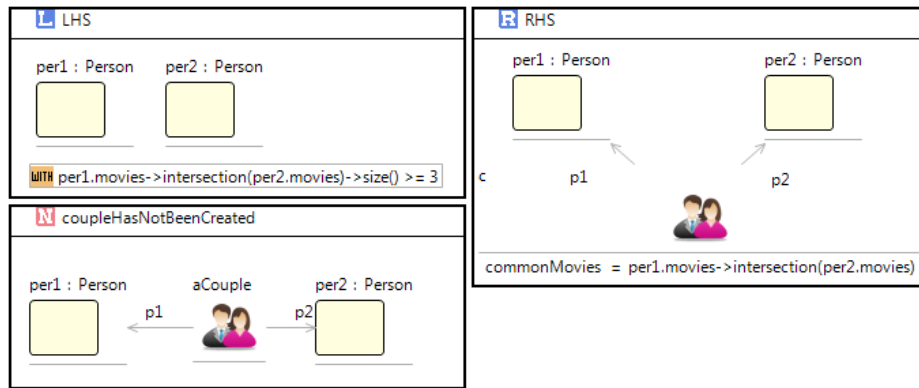 L LHS
per1 : Person per2 : Person
WITH per1.movies->intersection(per2.movies)->size() >= 3
N coupleHasNotBeenCreated
per1 : Person aCouple per2 : Person
p1 p2
R RHS
per1 : Person per2 : Person
c p1 p2
commonMovies = per1.movies->intersection(per2.movies)